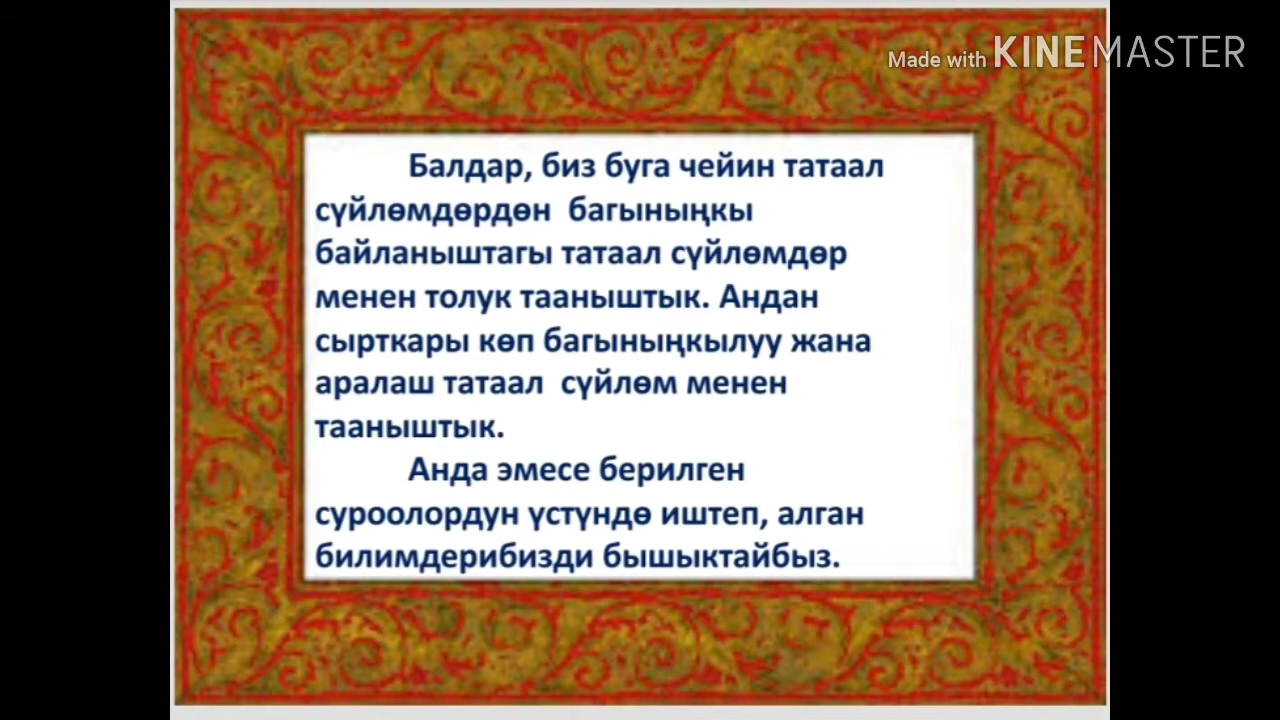 Made with KINEMASTER
Балдар, биз буга чейин татаал
сүйлөмдөрдөн багыныңкы
байланыштагы татаал сүйлөмдөр
менен толук тааныштык. Андан
сырткары көп багыныңкылуу жана
аралаш татаал сүйлөм менен
тааныштык.
Анда эмесе берилген
суроолордун үстүндө иштеп, алган
билимдерибизди бышыктайбыз.